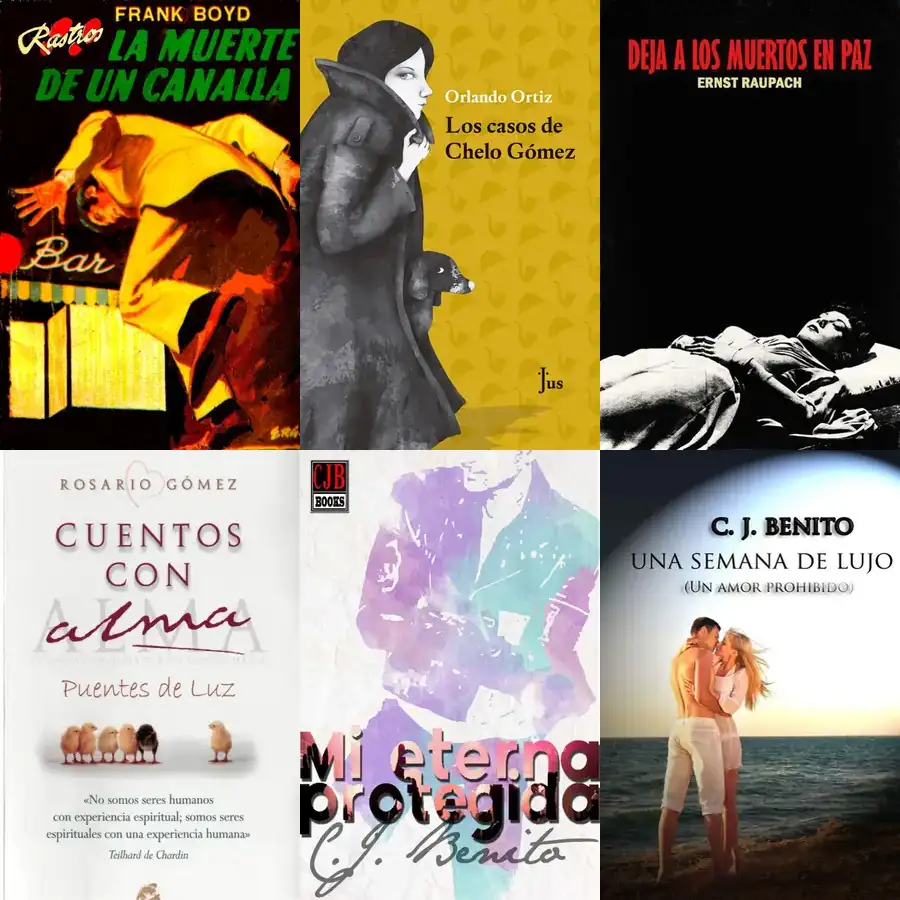 FRANK BOYD
Rastros
LA MUERTE
DE UN CANALLA
Bar
Orlando Ortiz
Los casos de
Chelo Gómez
Jus
DEJA A LOS MUERTOS EN PAZ
ERNST RAUPACH
ROSARIO GÓMEZ
CUENTOS
CON
ALMA
alma
Puentes de Luz
«No somos seres humanos
con experiencia espiritual; somos seres
espirituales con una experiencia humana»
Teilhard de Chardin
CJB
BOOKS
Mi eterna
protegida
C.J. Benito
C. J. BENITO
UNA SEMANA DE LUJO
(UN AMOR PROHIBIDO)